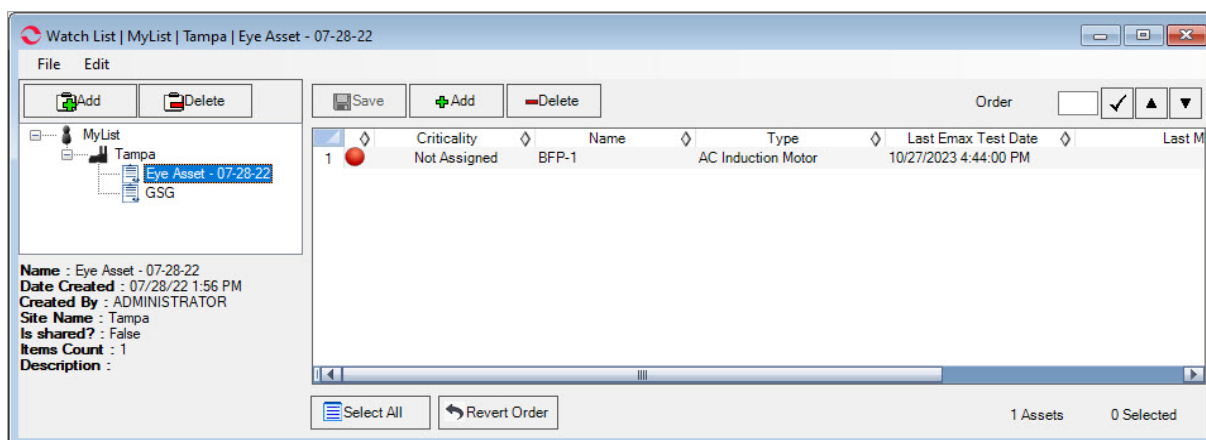 Watch List | MyList | Tampa | Eye Asset - 07-28-22
File Edit
Add Delete
Save Add Delete Order
MyList
Tampa
Eye Asset - 07-28-22
GSG
Criticality Name Type Last Emax Test Date Last M
1 Not Assigned BFP-1 AC Induction Motor 10/27/2023 4:44:00 PM
Name : Eye Asset - 07-28-22
Date Created : 07/28/22 1:56 PM
Created By : ADMINISTRATOR
Site Name : Tampa
Is shared? : False
Items Count : 1
Description :
Select All Revert Order 1 Assets 0 Selected